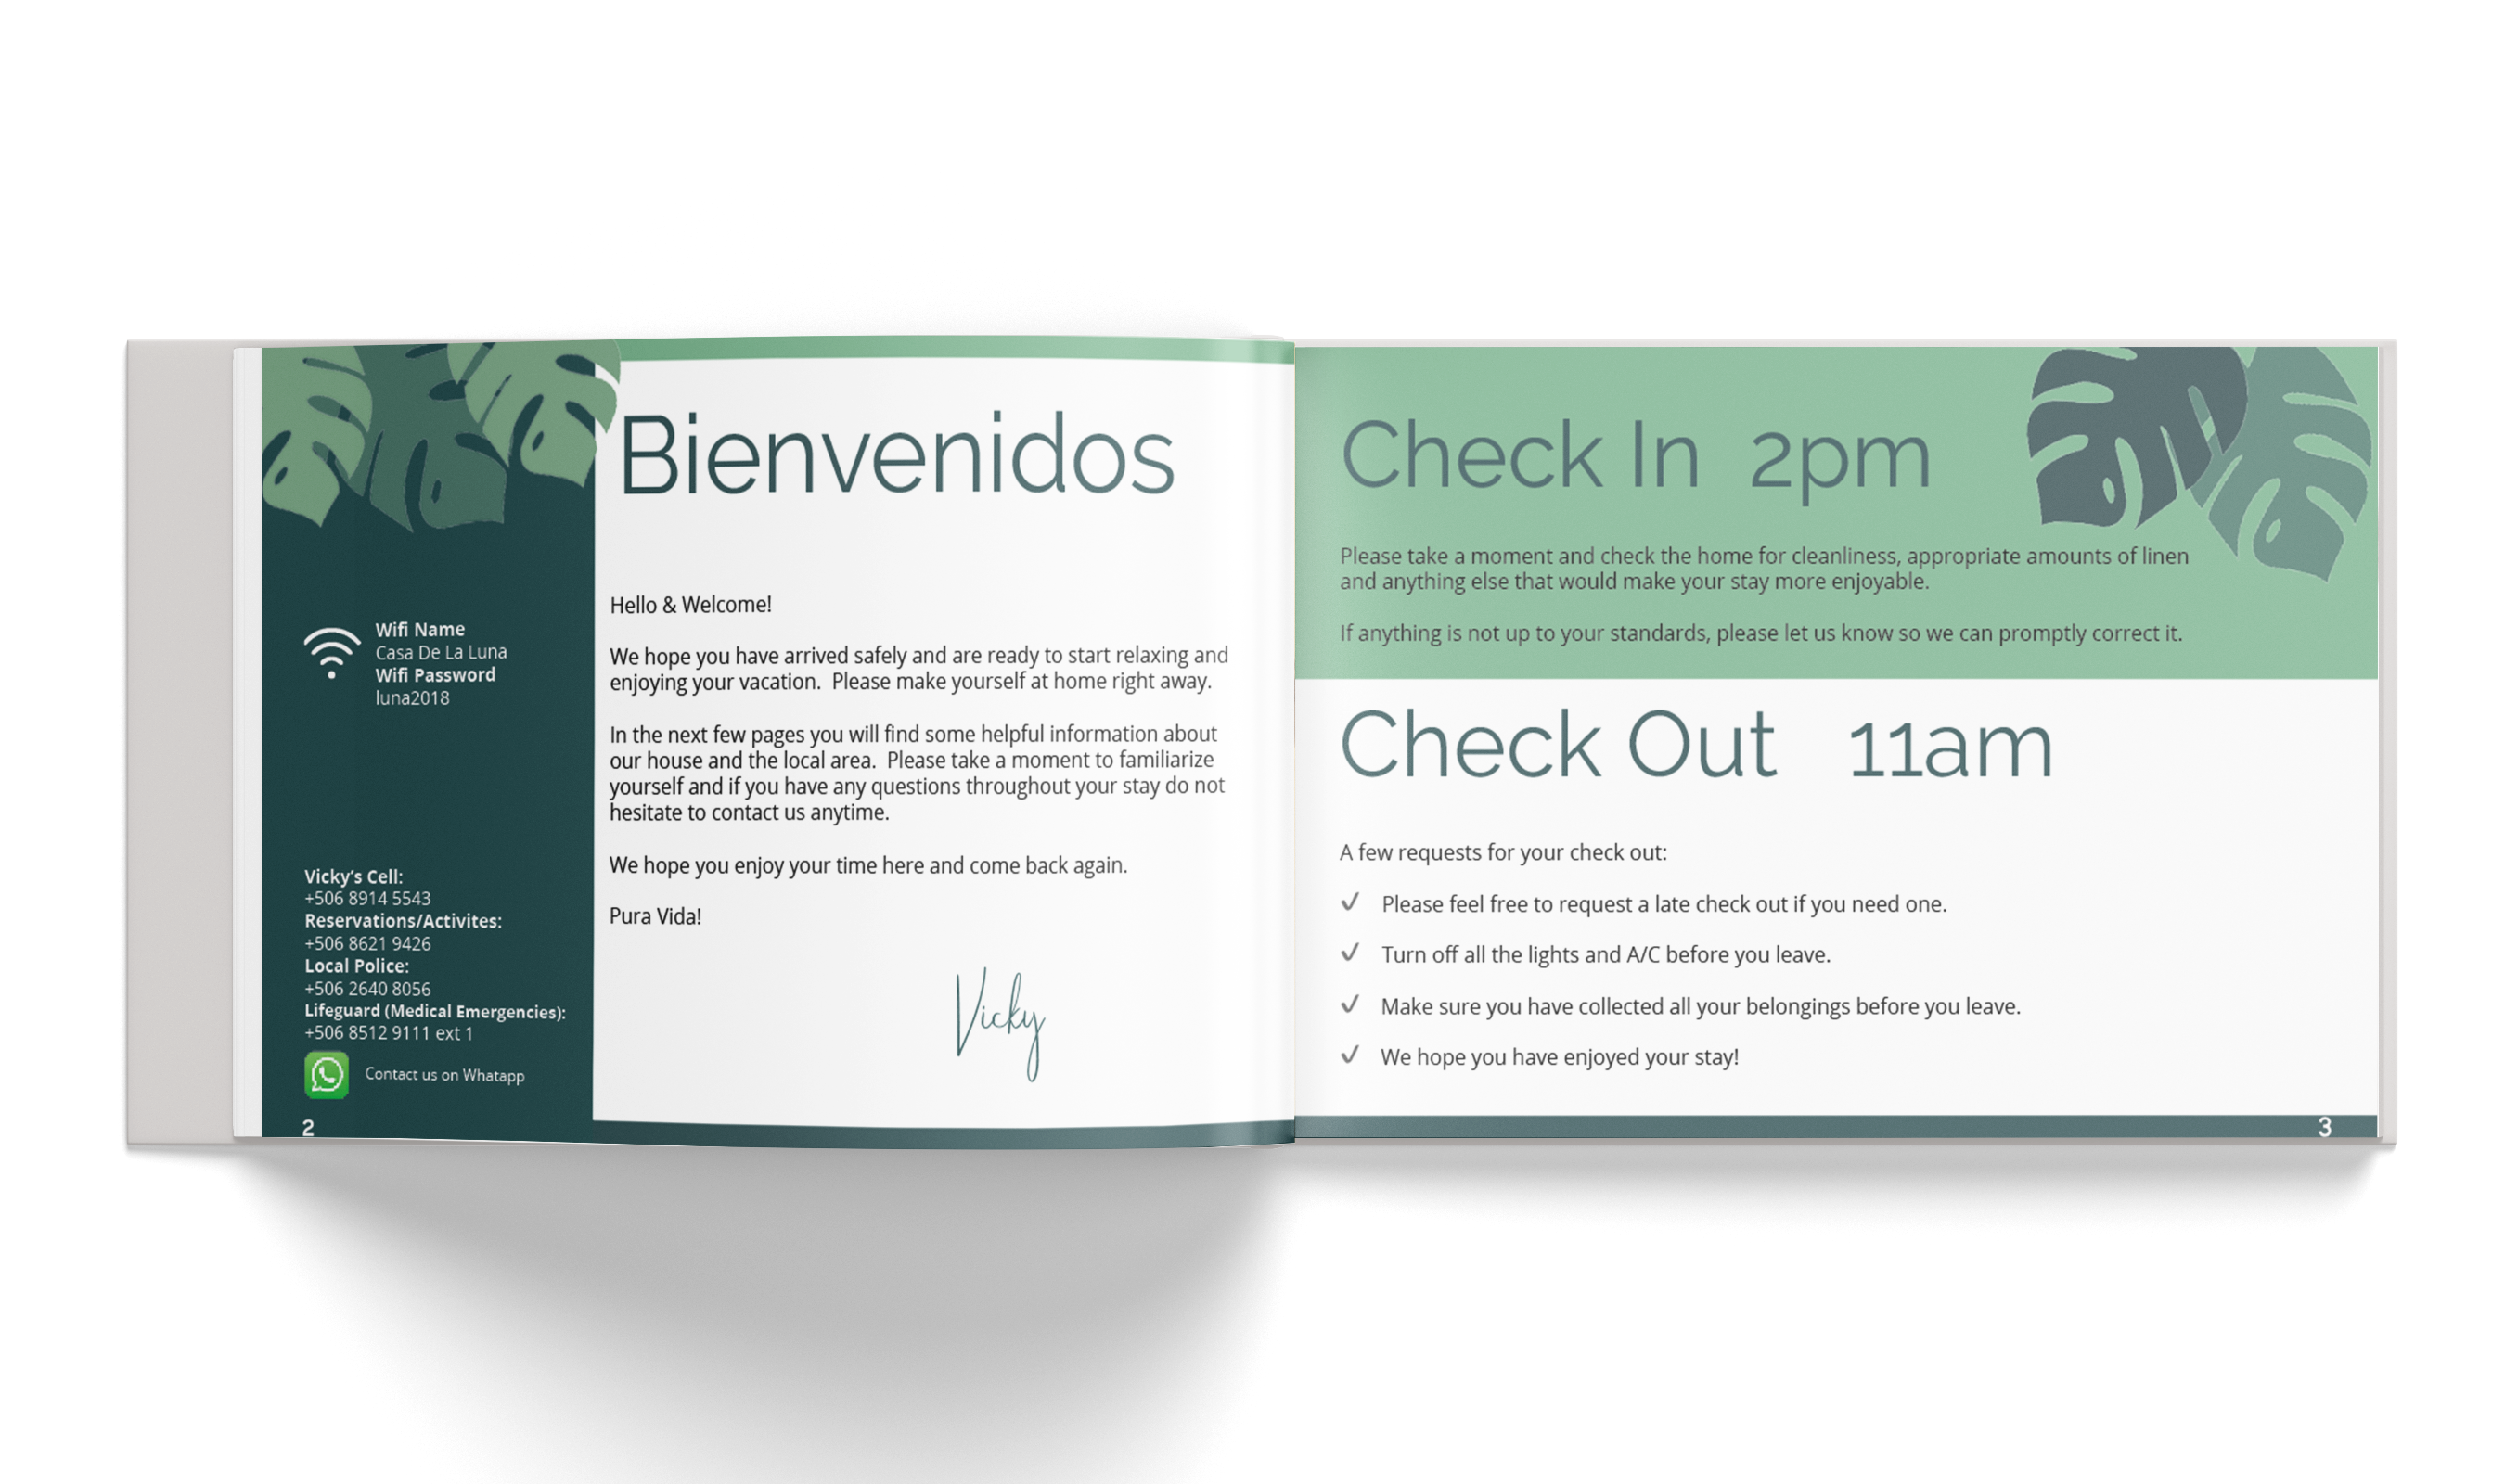 Bienvenidos
Wifi Name
Casa De La Luna
Wifi Password
luna2018
Vicky's Cell:
+506 8914 5543
Reservations/Activites:
+506 8621 9426
Local Police:
+506 2640 8056
Lifeguard (Medical Emergencies):
+506 8512 9111 ext 1
Contact us on Whatapp
2
Hello & Welcome!
We hope you have arrived safely and are ready to start relaxing and
enjoying your vacation.  Please make yourself at home right away.
In the next few pages you will find some helpful information about
our house and the local area.  Please take a moment to familiarize
yourself and if you have any questions throughout your stay do not
hesitate to contact us anytime.
We hope you enjoy your time here and come back again.
Pura Vida!
Vicky
Check In  2pm
Please take a moment and check the home for cleanliness, appropriate amounts of linen
and anything else that would make your stay more enjoyable.
If anything is not up to your standards, please let us know so we can promptly correct it.
Check Out  11am
A few requests for your check out:
✓ Please feel free to request a late check out if you need one.
✓ Turn off all the lights and A/C before you leave.
✓ Make sure you have collected all your belongings before you leave.
✓ We hope you have enjoyed your stay!
3